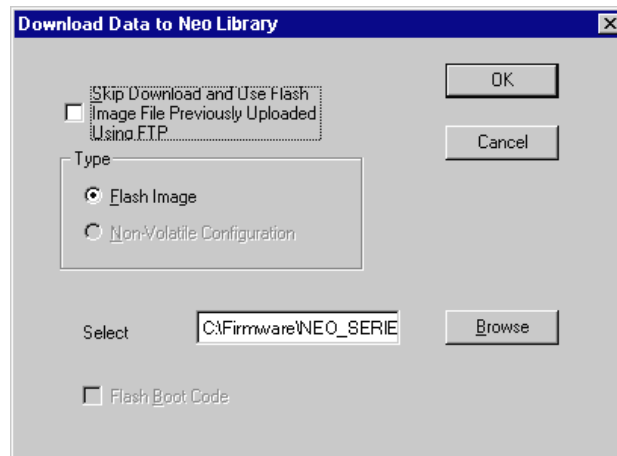 Download Data to Neo Library
Skip Download and Use Flash
Image File Previously Uploaded
Using FTP
OK
Cancel
Type
Flash Image
Non-Volatile Configuration
Select
C:\Firmware\NEO_SERIE
Browse
Flash Boot Code